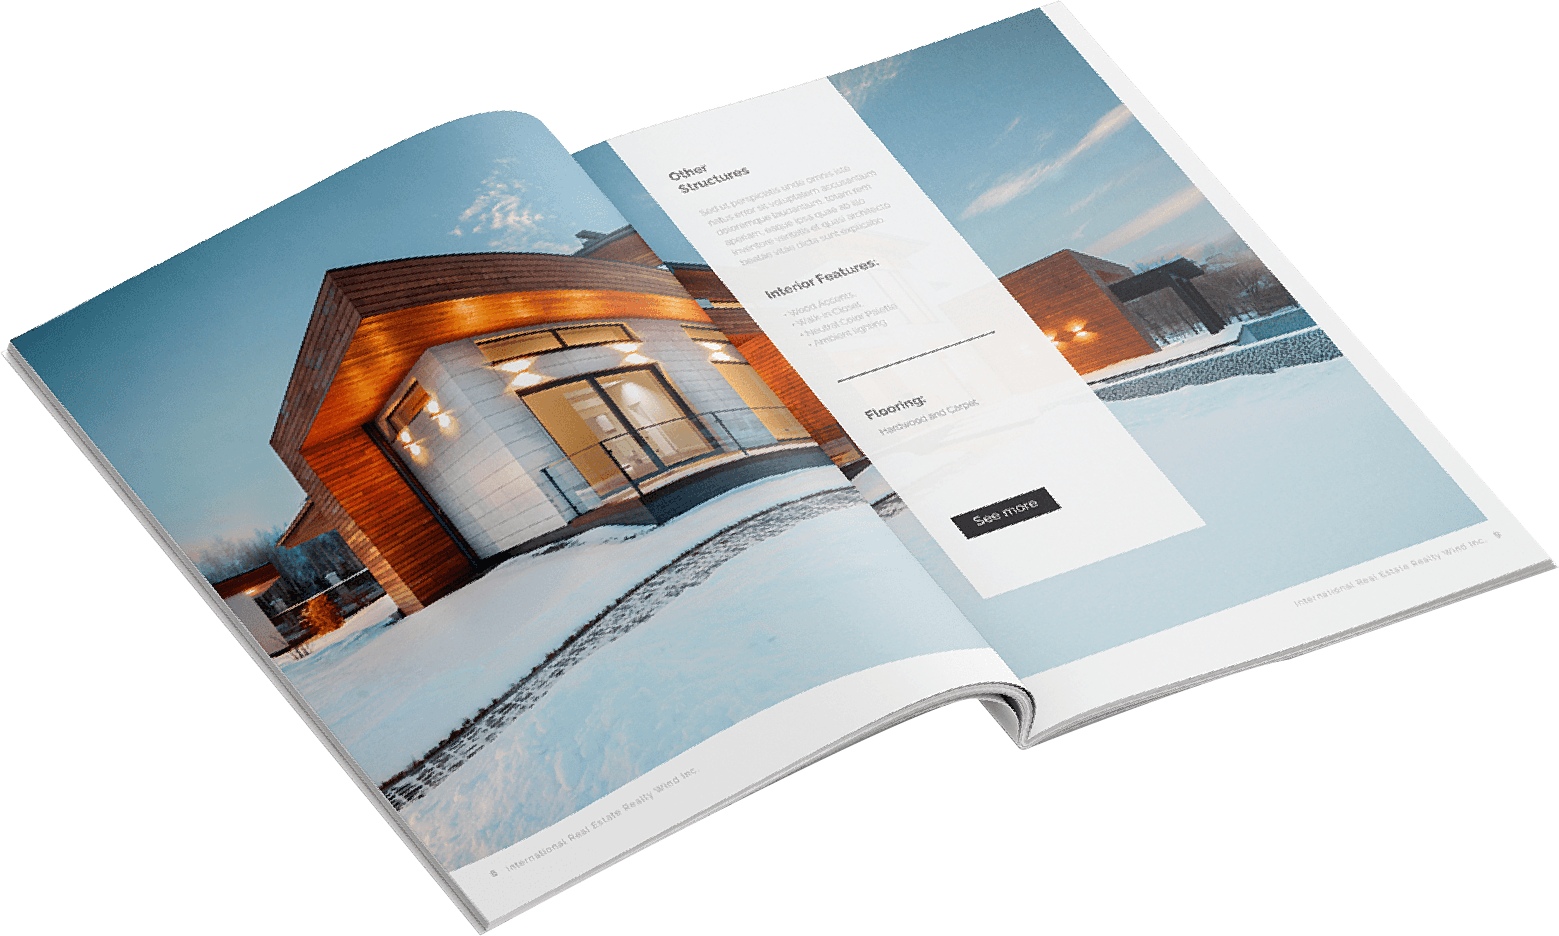 Other
Structures
Sed ut perspiciatis unde omnis iste
natus error sit voluptatem accusantium
doloremque laudantium, totam rem
aperiam, eaque ipsa quae ab illo
inventore veritatis et quasi architecto
beatae vitae dicta sunt explicabo.
Interior Features:
• Wood Accents
• Walk-in Closet
• Neutral Color Palette
• Ambient lighting
Flooring:
Hardwood and Carpet
See more
8 International Real Estate Realty Wind Inc.
International Real Estate Realty Wind Inc. 9